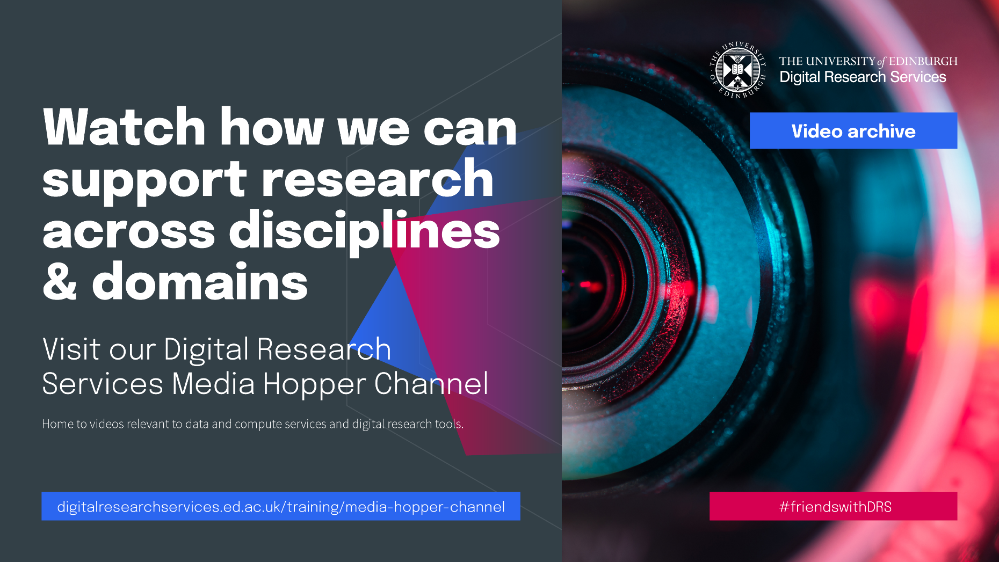 Watch how we can
support research
across disciplines
& domains
Visit our Digital Research
Services Media Hopper Channel
Home to videos relevant to data and compute services and digital research tools.
digitalresearchservices.ed.ac.uk/training/media-hopper-channel
THE UNIVERSITY OF EDINBURGH
THE UNIVERSITY of EDINBURGH
Digital Research Services
Video archive
#friendswithDRS